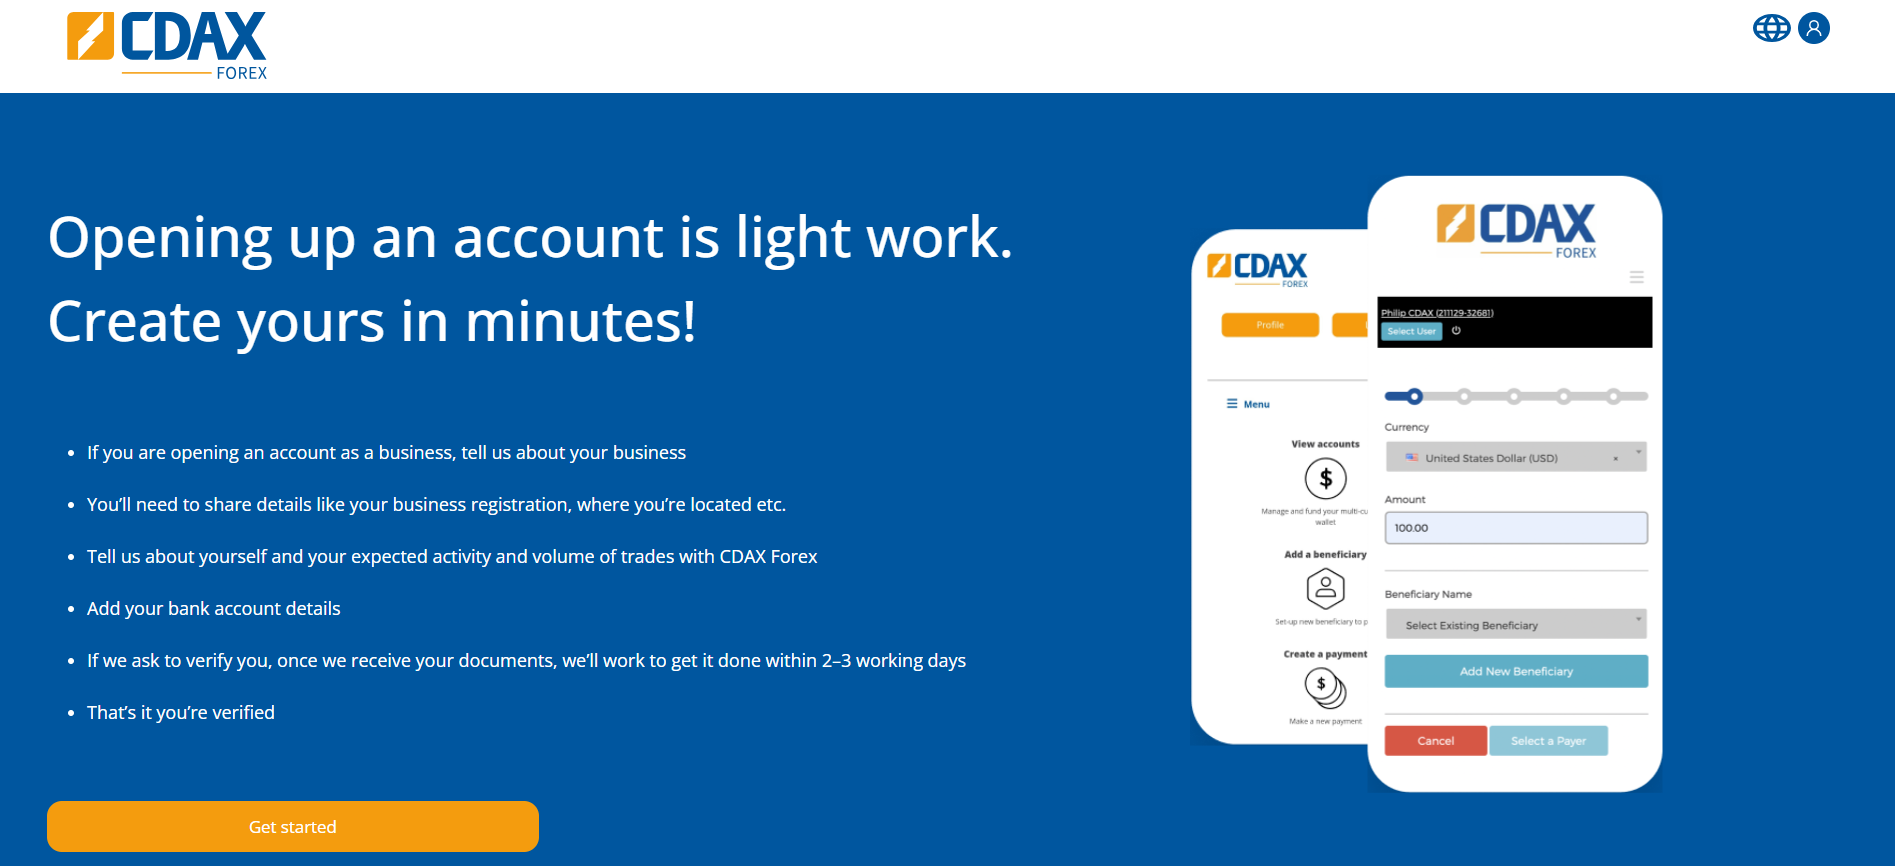 CDAX
FOREX
Opening up an account is light work.
Create yours in minutes!
If you are opening an account as a business, tell us about your business
You’ll need to share details like your business registration, where you’re located etc.
Tell us about yourself and your expected activity and volume of trades with CDAX Forex
Add your bank account details
If we ask to verify you, once we receive your documents, we’ll work to get it done within 2–3 working days
That’s it you’re verified
Get started
CDAX
FOREX
Profile
Menu
View accounts
$
Manage and fund your multi-cu
wallet
Add a beneficiary
Set-up new beneficiary to p
Create a payment
$
Make a new payment
CDAX
FOREX
Philip CDAX (211129-32681)
Select User
Currency
United States Dollar (USD) ×
Amount
100.00
Beneficiary Name
Select Existing Beneficiary
Add New Beneficiary
Cancel Select a Payer